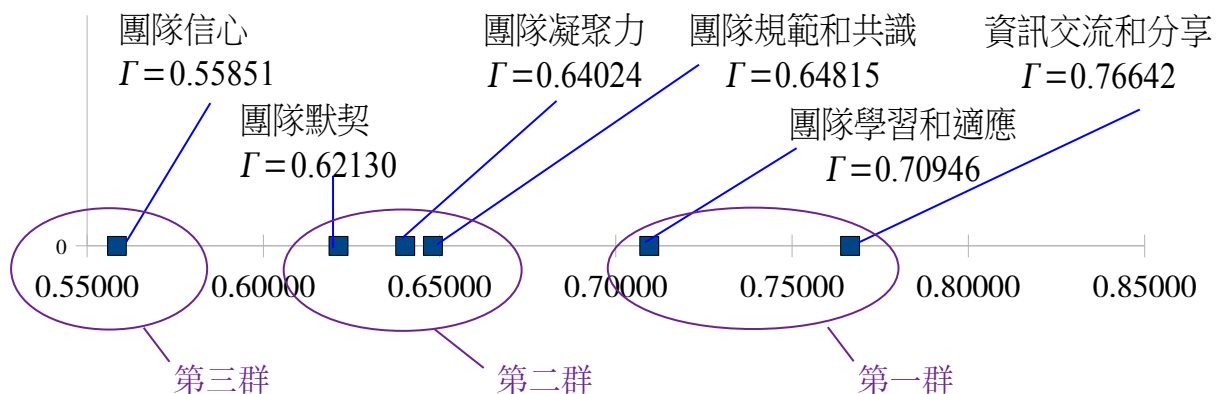 團隊信心
Γ=0.55851
團隊凝聚力
Γ=0.64024
團隊規範和共識
Γ=0.64815
資訊交流和分享
Γ=0.76642
團隊默契
Γ=0.62130
團隊學習和適應
Γ=0.70946
0
0.55000 0.60000 0.65000 0.70000 0.75000 0.80000 0.85000
第三群
第二群
第一群